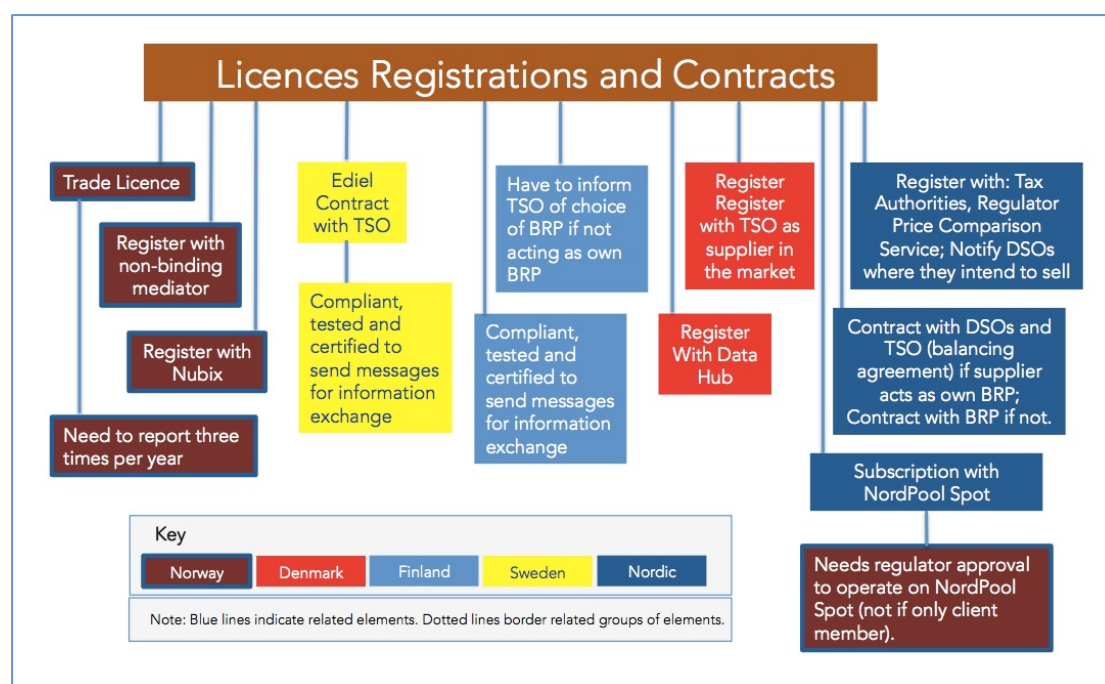 Licences Registrations and Contracts
Trade Licence
Register with
non-binding
mediator
Register with
Nubix
Need to report three
times per year
Ediel
Contract
with TSO
Compliant,
tested and
certified to
send messages
for information
exchange
Have to inform
TSO of choice
of BRP if not
acting as own
BRP
Compliant,
tested and
certified to
send messages
for information
exchange
Register
Register
with TSO as
supplier in
the market
Register
With Data
Hub
Register with: Tax
Authorities, Regulator
Price Comparison
Service; Notify DSOs
where they intend to sell
Contract with DSOs and
TSO (balancing
agreement) if supplier
acts as own BRP;
Contract with BRP if not.
Subscription with
NordPool Spot
Needs regulator approval
to operate on NordPool
Spot (not if only client
member).
Key
Norway
Denmark
Finland
Sweden
Nordic
Note: Blue lines indicate related elements. Dotted lines border related groups of elements.